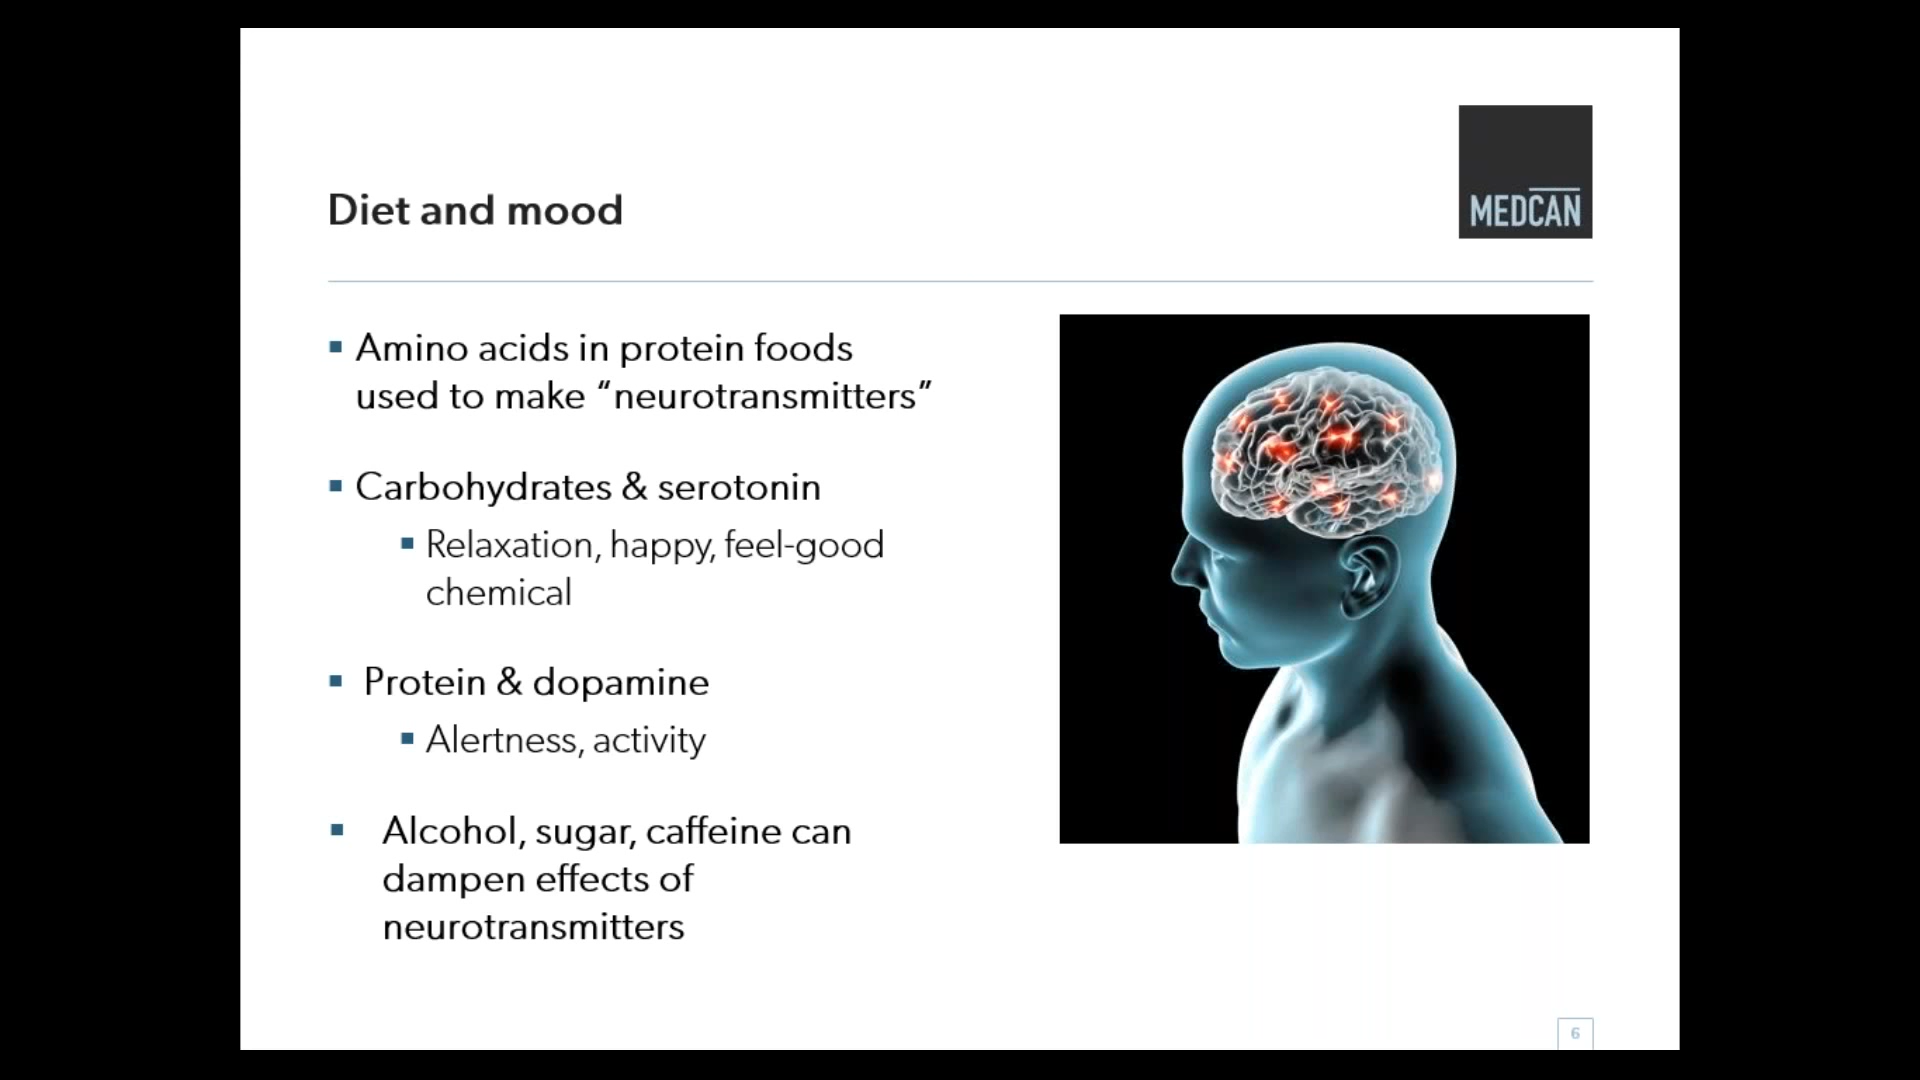 MEDCAN
Diet and mood
Amino acids in protein foods
used to make “neurotransmitters”
Carbohydrates & serotonin
Relaxation, happy, feel-good
chemical
Protein & dopamine
Alertness, activity
Alcohol, sugar, caffeine can
dampen effects of
neurotransmitters
6